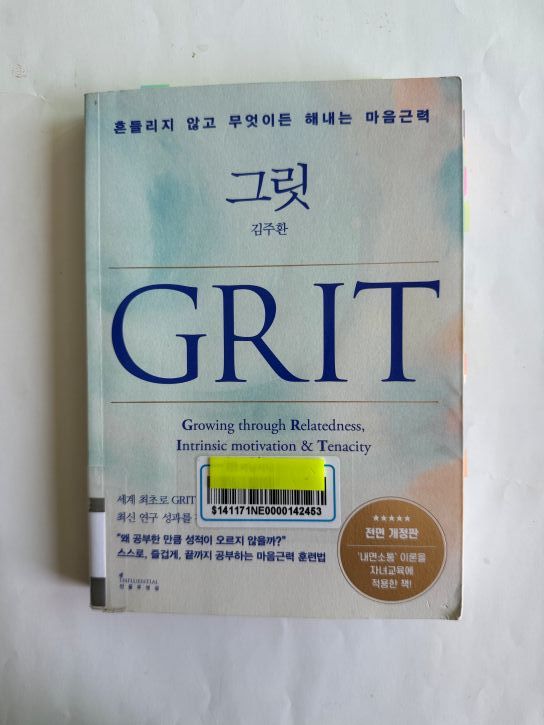 흔들리지 않고 무엇이든 해내는 마음근력
그릿
김주환
GRIT
Growing through Relatedness,
Intrinsic motivation & Tenacity
$141171NE0000142453
세계 최초로 GRIT
최신 연구 성과를
"왜 공부한 만큼 성적이 오르지 않을까?"
스스로, 즐겁게, 끝까지 공부하는 마음근력 훈련법
INFLUENTIAL
인플루엔셜
★★★★★
전면 개정판
'내면소통' 이론을
자녀교육에
적용한 책!